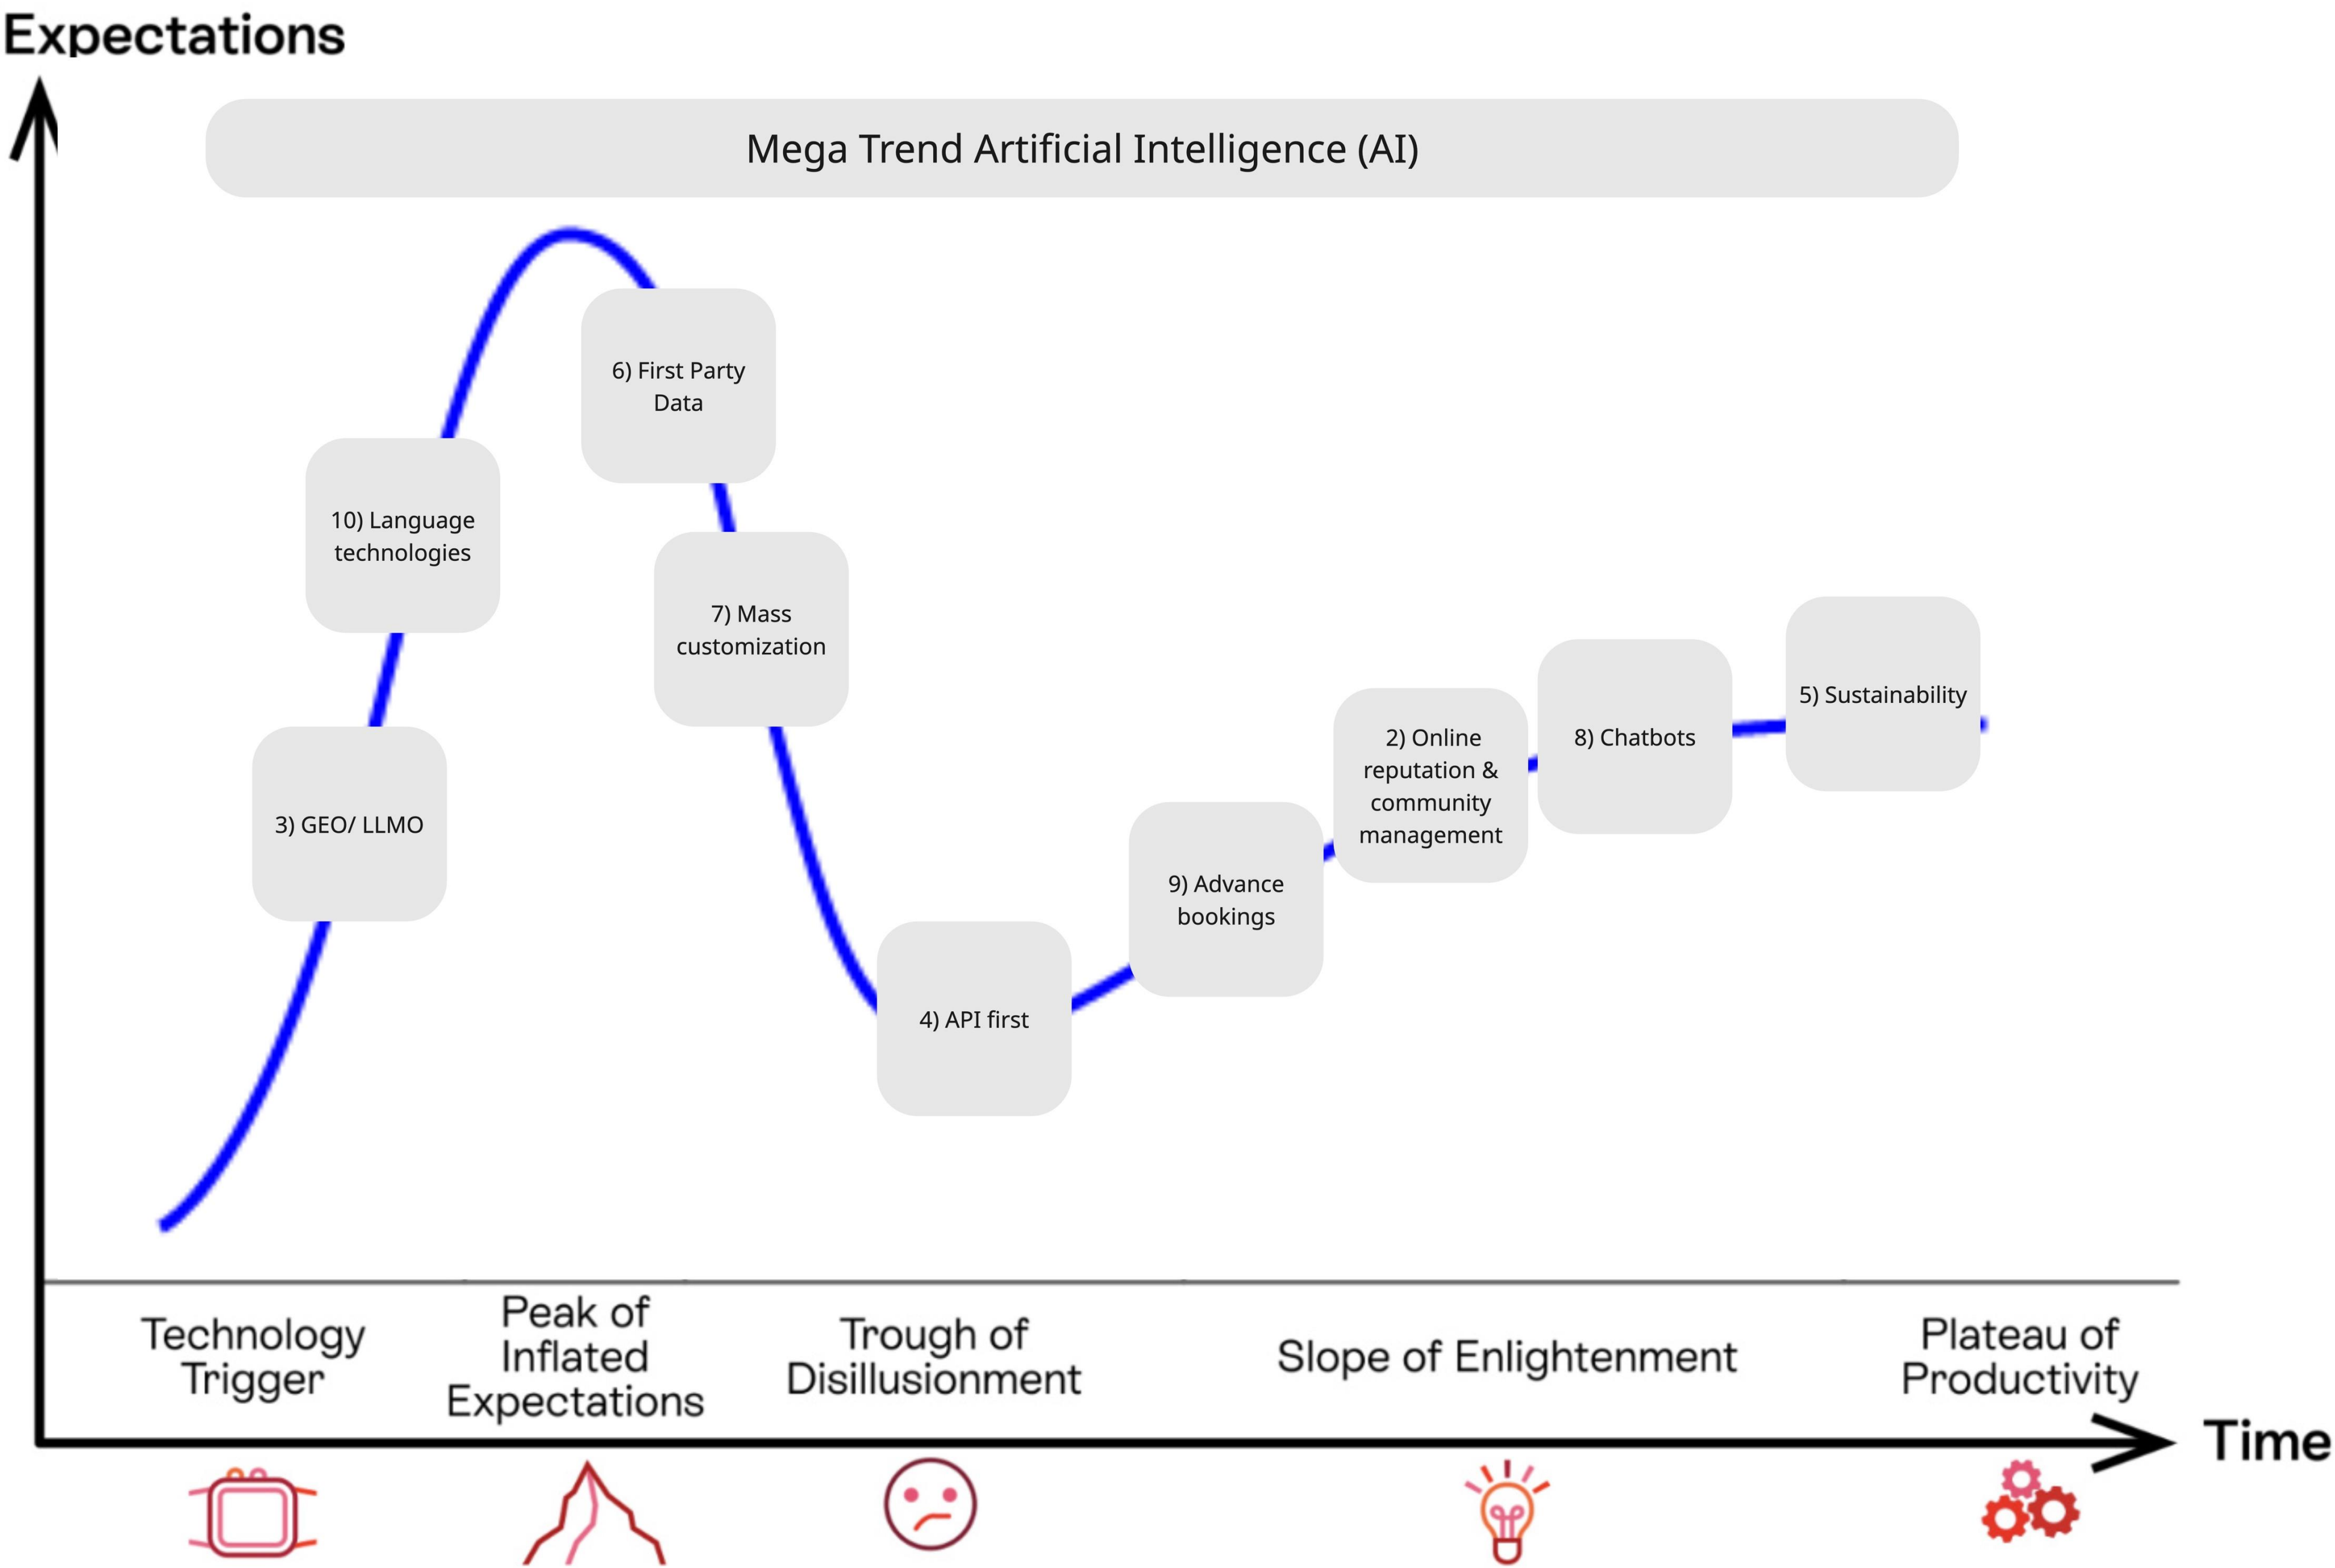 Expectations
Mega Trend Artificial Intelligence (AI)
6) First Party
Data
10) Language
technologies
7) Mass
customization
3) GEO/ LLMO
5) Sustainability
8) Chatbots
2) Online
reputation &
community
management
9) Advance
bookings
4) API first
Technology
Trigger
Peak of
Inflated
Expectations
Trough of
Disillusionment
Slope of Enlightenment
Plateau of
Productivity
Time